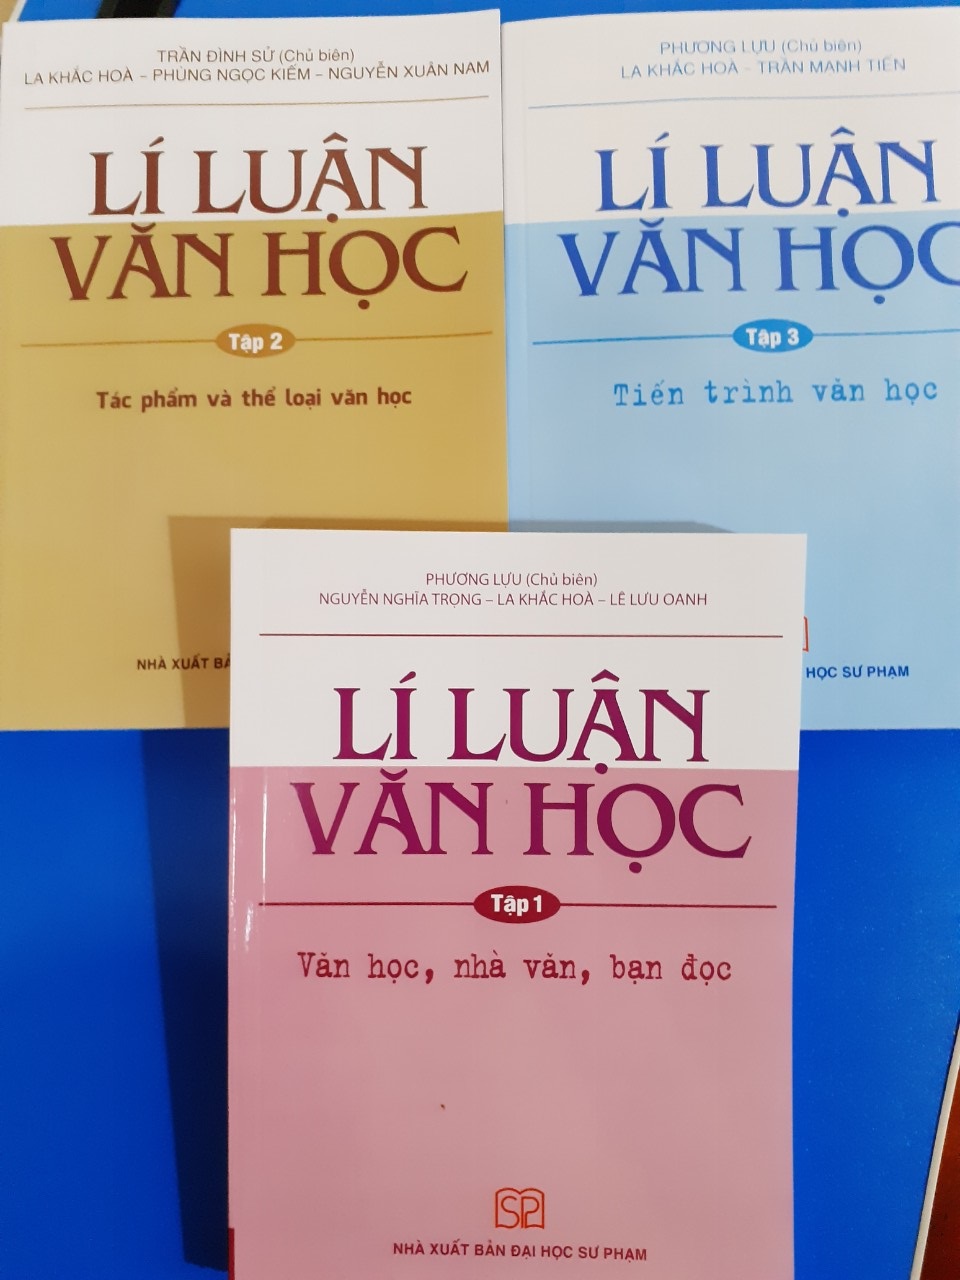 TRẦN ĐÌNH SỬ (Chủ biên)
LA KHẮC HOÀ – PHÙNG NGỌC KIẾM – NGUYỄN XUÂN NAM
LÍ LUẬN
VĂN HỌC
Tập 2
Tác phẩm và thể loại văn học
NHÀ XUẤT
PHƯƠNG LỰU (Chủ biên)
LA KHẮC HOÀ - TRẦN MẠNH TIẾN
LÍ LUẬN
VĂN HỌC
Tập 3
Tiến trình văn học
HỌC SƯ PHẠM
PHƯƠNG LỰU (Chủ biên)
NGUYỄN NGHĨA TRỌNG – LA KHẮC HOÀ – LÊ LƯU OANH
LÍ LUẬN
VĂN HỌC
Tập 1
Văn học, nhà văn, bạn đọc
SP
NHÀ XUẤT BẢN ĐẠI HỌC SƯ PHẠM